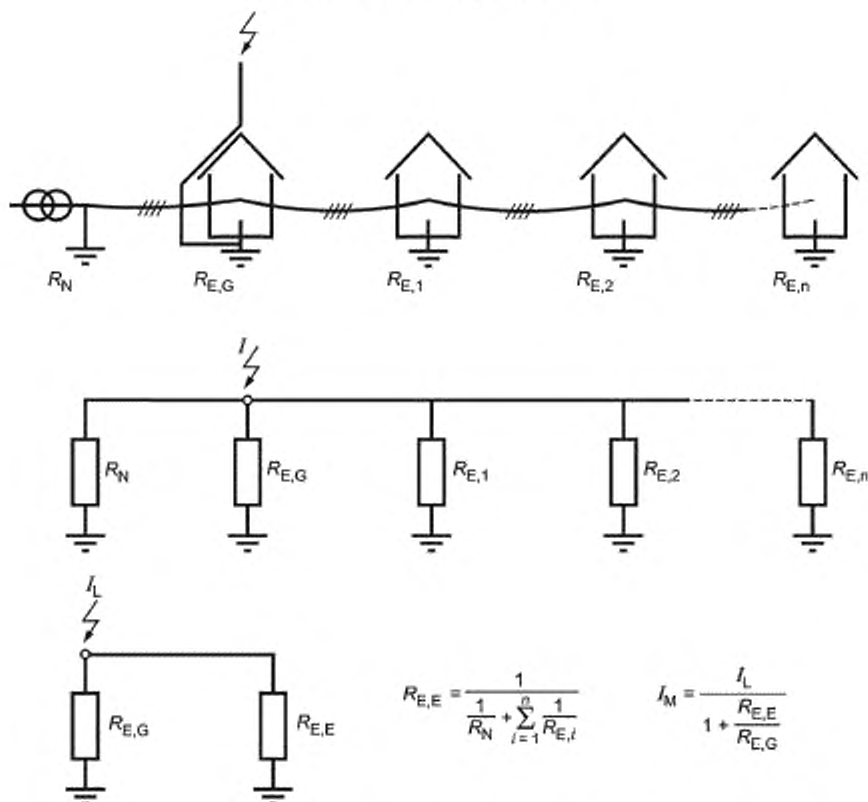 R_N R_E,G R_E,1 R_E,2 R_E,n
I
R_N R_E,G R_E,1 R_E,2 R_E,n
I_L
R_E,G R_E,E
R_E,E = 1 / (1/R_N + ∑_{i = 1}^{n} 1/R_E,i)
I_M = I_L / (1 + R_E,E/R_E,G)